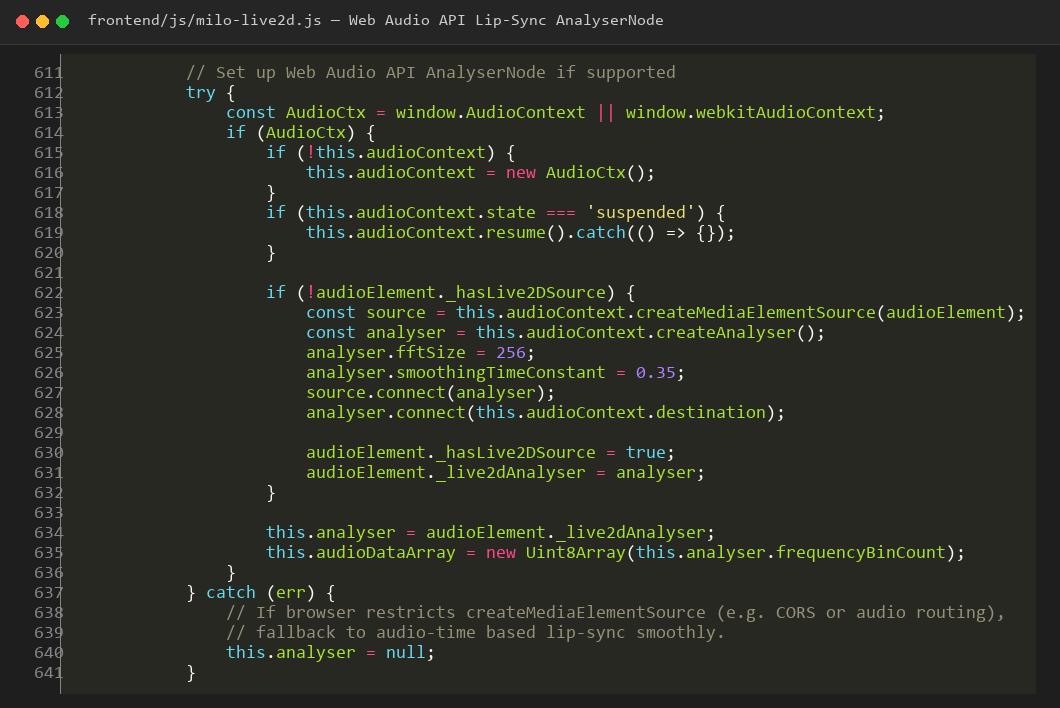 frontend/js/milo-live2d.js — Web Audio API Lip-Sync AnalyserNode
611 // Set up Web Audio API AnalyserNode if supported
612 try {
613 const AudioCtx = window.AudioContext || window.webkitAudioContext;
614 if (AudioCtx) {
615 if (!this.audioContext) {
616 this.audioContext = new AudioCtx();
617 }
618 if (this.audioContext.state === 'suspended') {
619 this.audioContext.resume().catch(() => {});
620 }
621
622 if (!audioElement._hasLive2DSource) {
623 const source = this.audioContext.createMediaElementSource(audioElement);
624 const analyser = this.audioContext.createAnalyser();
625 analyser.fftSize = 256;
626 analyser.smoothingTimeConstant = 0.35;
627 source.connect(analyser);
628 analyser.connect(this.audioContext.destination);
629
630 audioElement._hasLive2DSource = true;
631 audioElement._live2dAnalyser = analyser;
632 }
633
634 this.analyser = audioElement._live2dAnalyser;
635 this.audioDataArray = new Uint8Array(this.analyser.frequencyBinCount);
636 }
637 } catch (err) {
638 // If browser restricts createMediaElementSource (e.g. CORS or audio routing),
639 // fallback to audio-time based lip-sync smoothly.
640 this.analyser = null;
641 }